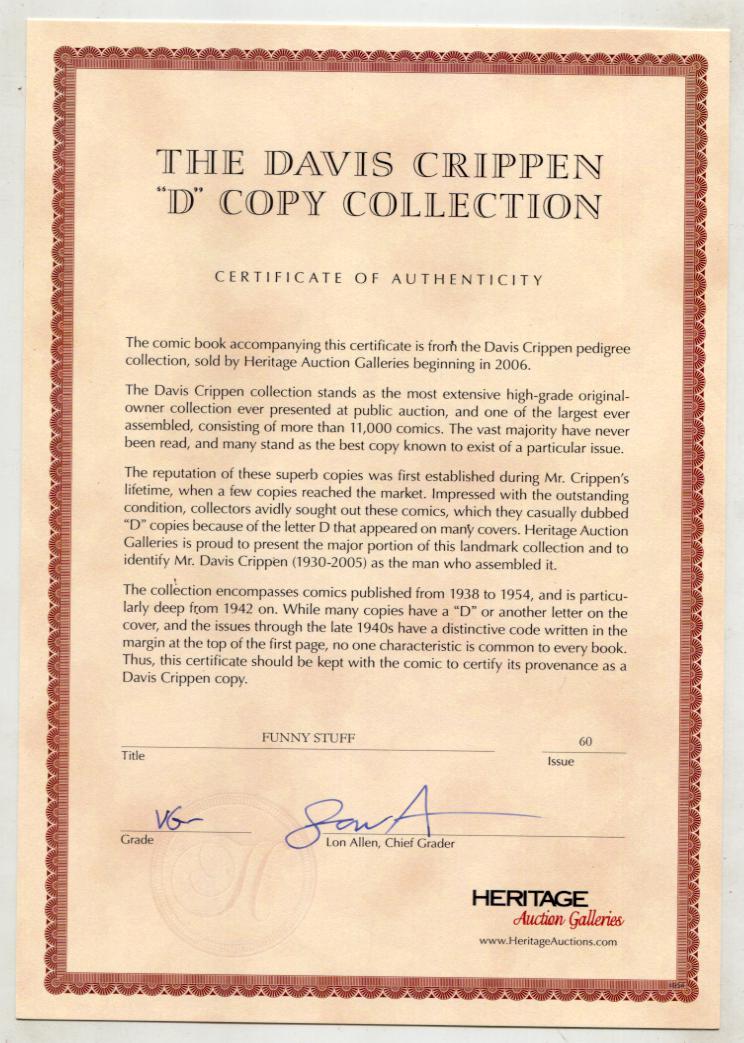 THE DAVIS CRIPPEN
"D" COPY COLLECTION
CERTIFICATE OF AUTHENTICITY
The comic book accompanying this certificate is from the Davis Crippen pedigree
collection, sold by Heritage Auction Galleries beginning in 2006.
The Davis Crippen collection stands as the most extensive high-grade original-
owner collection ever presented at public auction, and one of the largest ever
assembled, consisting of more than 11,000 comics. The vast majority have never
been read, and many stand as the best copy known to exist of a particular issue.
The reputation of these superb copies was first established during Mr. Crippen's
lifetime, when a few copies reached the market. Impressed with the outstanding
condition, collectors avidly sought out these comics, which they casually dubbed
"D" copies because of the letter D that appeared on many covers. Heritage Auction
Galleries is proud to present the major portion of this landmark collection and to
identify Mr. Davis Crippen (1930-2005) as the man who assembled it.
The collection encompasses comics published from 1938 to 1954, and is particu-
larly deep from 1942 on. While many copies have a "D" or another letter on the
cover, and the issues through the late 1940s have a distinctive code written in the
margin at the top of the first page, no one characteristic is common to every book.
Thus, this certificate should be kept with the comic to certify its provenance as a
Davis Crippen copy.
FUNNY STUFF 60
Title Issue
VG-
Grade Lon Allen, Chief Grader
HERITAGE
Auction Galleries
www.HeritageAuctions.com